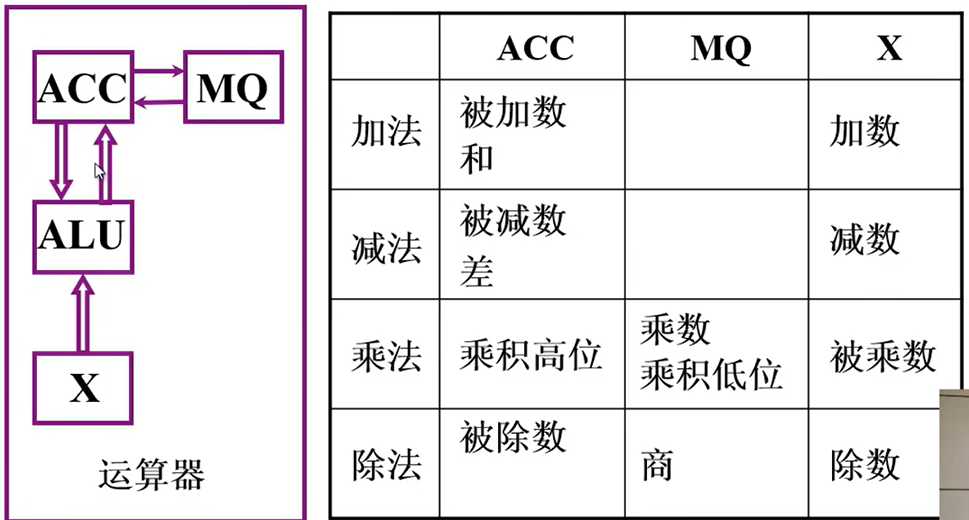 ACC
MQ
ALU
X
运算器
ACC MQ X
加法 被加数 加数
和
减法 被减数 减数
差
乘法 乘积高位 乘数 被乘数
乘积低位
除法 被除数 商 除数